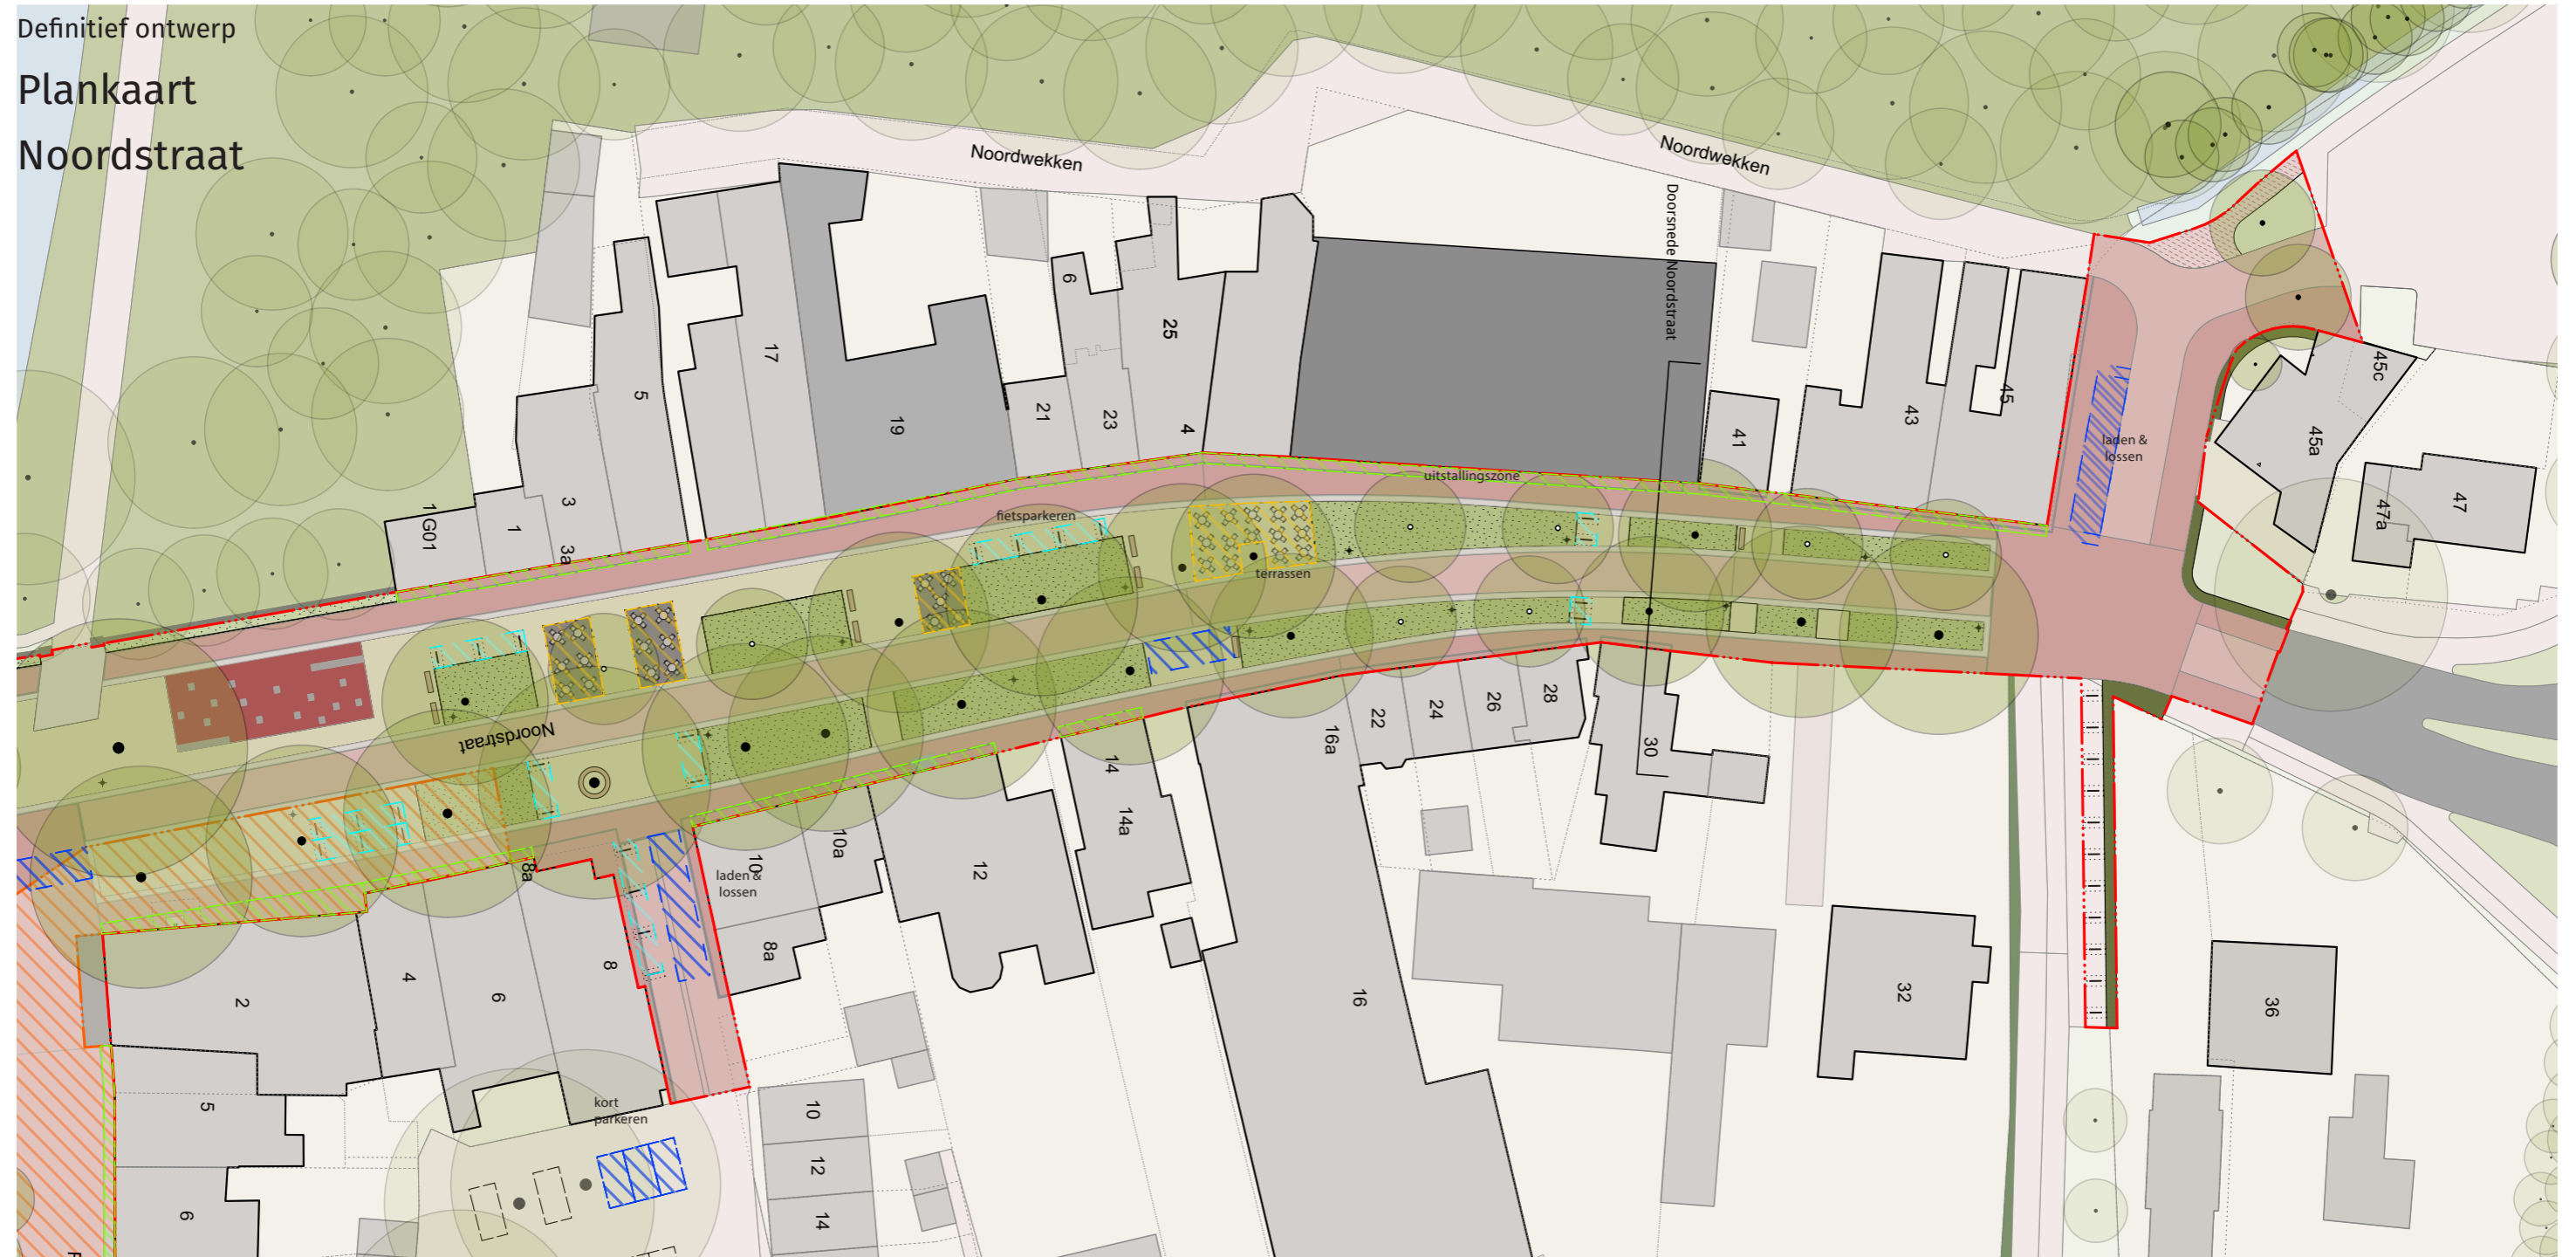 Definitief ontwerp
Plankaart
Noordstraat
Noordwekken
Noordwekken
Doorsnede Noordstraat
6
25
17
5
19
21
23
4
41
43
45
45c
45a
47a
47
laden &
lossen
uitstallingszone
fietsparkeren
terrassen
1 G01
1
3
3a
Noordstraat
28
26
24
22
16a
30
14
14a
10a
10
12
8a
laden &
lossen
8a
8
6
4
2
16
32
36
5
6
kort
parkeren
10
12
14